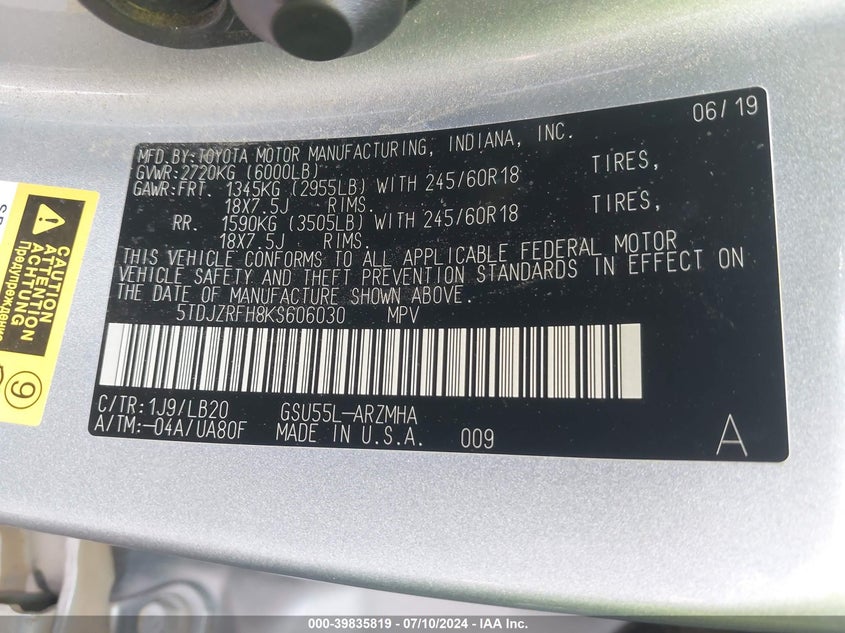 06/19
MFD.BY:TOYOTA MOTOR MANUFACTURING, INDIANA, INC.
GVWR:2720KG (6000LB)
GAWR:FRT. 1345KG (2955LB) WITH 245/60R18 TIRES,
18X7.5J RIMS.
RR. 1590KG (3505LB) WITH 245/60R18 TIRES,
18X7.5J RIMS.
THIS VEHICLE CONFORMS TO ALL APPLICABLE FEDERAL MOTOR
VEHICLE SAFETY AND THEFT PREVENTION STANDARDS IN EFFECT ON
THE DATE OF MANUFACTURE SHOWN ABOVE.
5TDJZRFH8KS606030 MPV
C/TR:1J9/LB20 GSU55L-ARZMHA
A/TM:-04A/UA80F MADE IN U.S.A. 009 A
CAUTION
ATTENTION
ACHTUNG
Предупреждение
9
000-39835819 - 07/10/2024 - IAA Inc.